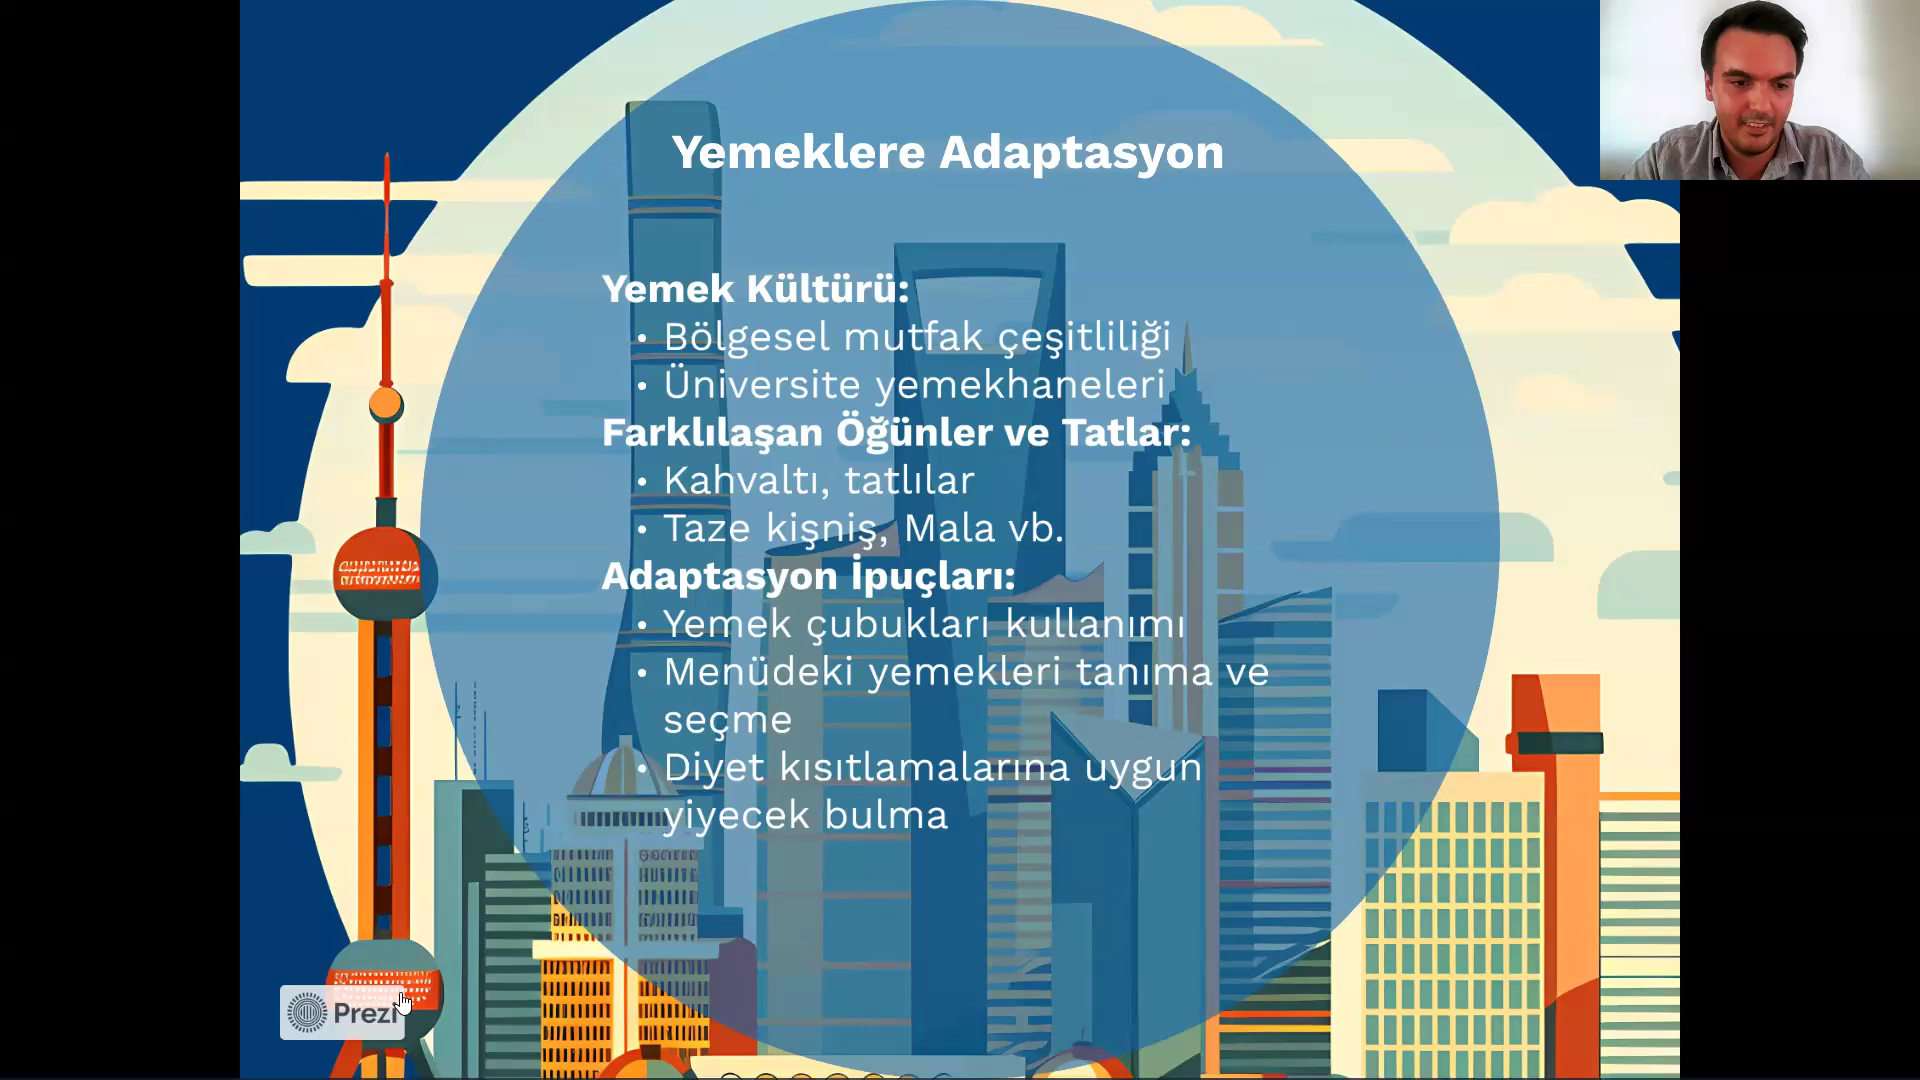 Yemeklere Adaptasyon
Yemek Kültürü:
• Bölgesel mutfak çeşitliliği
• Üniversite yemekhaneleri
Farklılaşan Öğünler ve Tatlar:
• Kahvaltı, tatlılar
• Taze kişniş, Mala vb.
Adaptasyon İpuçları:
• Yemek çubukları kullanımı
• Menüdeki yemekleri tanıma ve
seçme
• Diyet kısıtlamalarına uygun
yiyecek bulma
Prezi